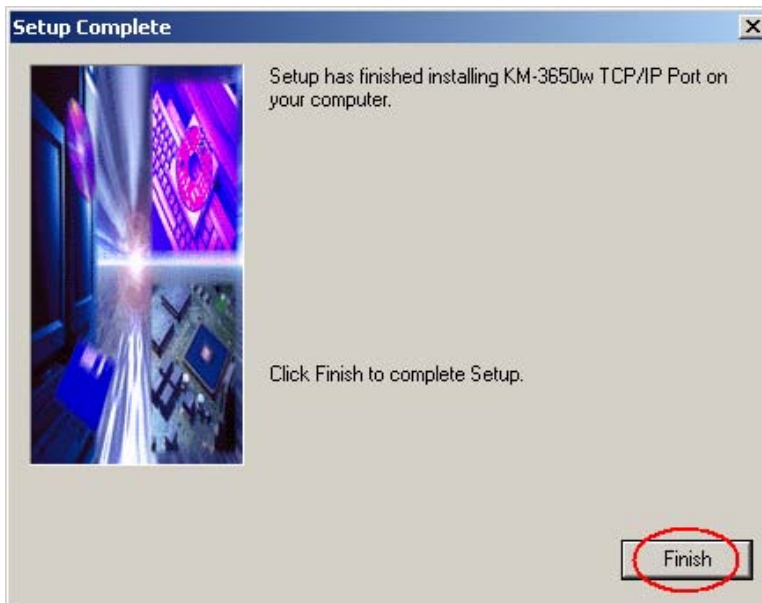 Setup Complete
Setup has finished installing KM-3650w TCP/IP Port on
your computer.
Click Finish to complete Setup.
Finish